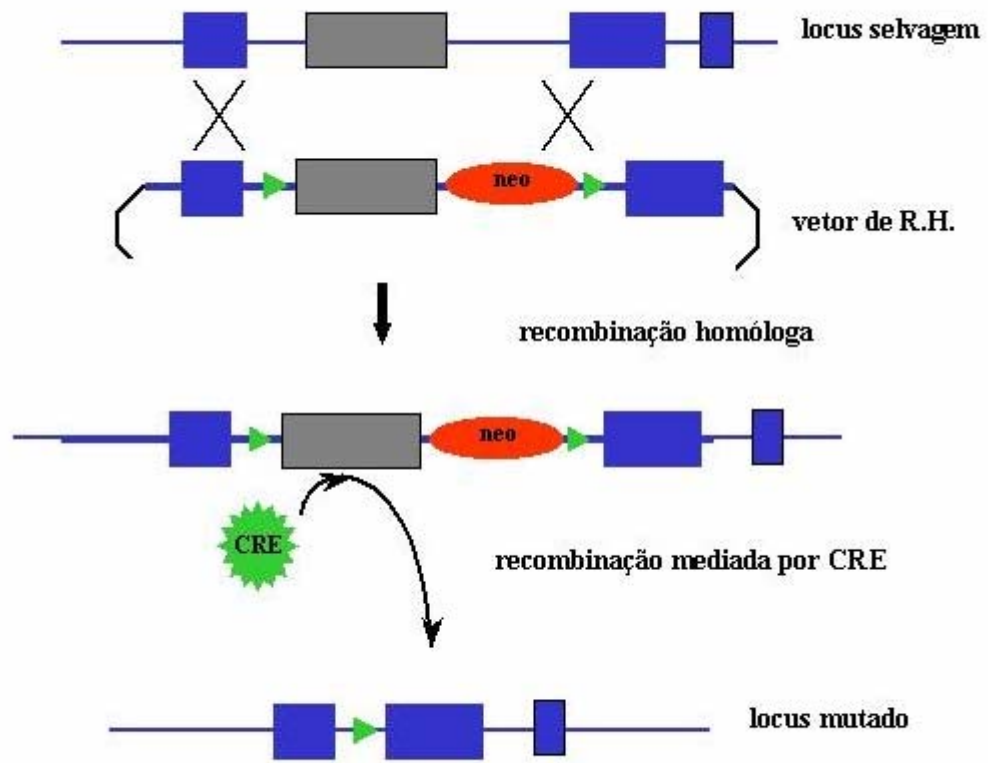 locus selvagem
neo
vetor de R.H.
recombinação homóloga
neo
CRE
recombinação mediada por CRE
locus mutado